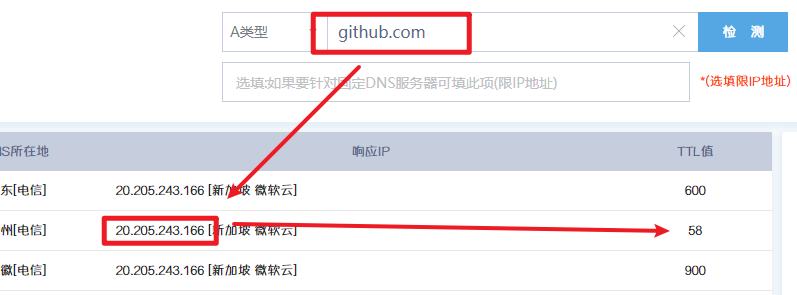 A类型 github.com 检 测
选填:如果要针对固定DNS服务器可填此项(限IP地址) *(选填限IP地址)
S所在地 响应IP TTL值
东[电信] 20.205.243.166 [新加坡 微软云] 600
州[电信] 20.205.243.166 [新加坡 微软云] 58
徽[电信] 20.205.243.166 [新加坡 微软云] 900